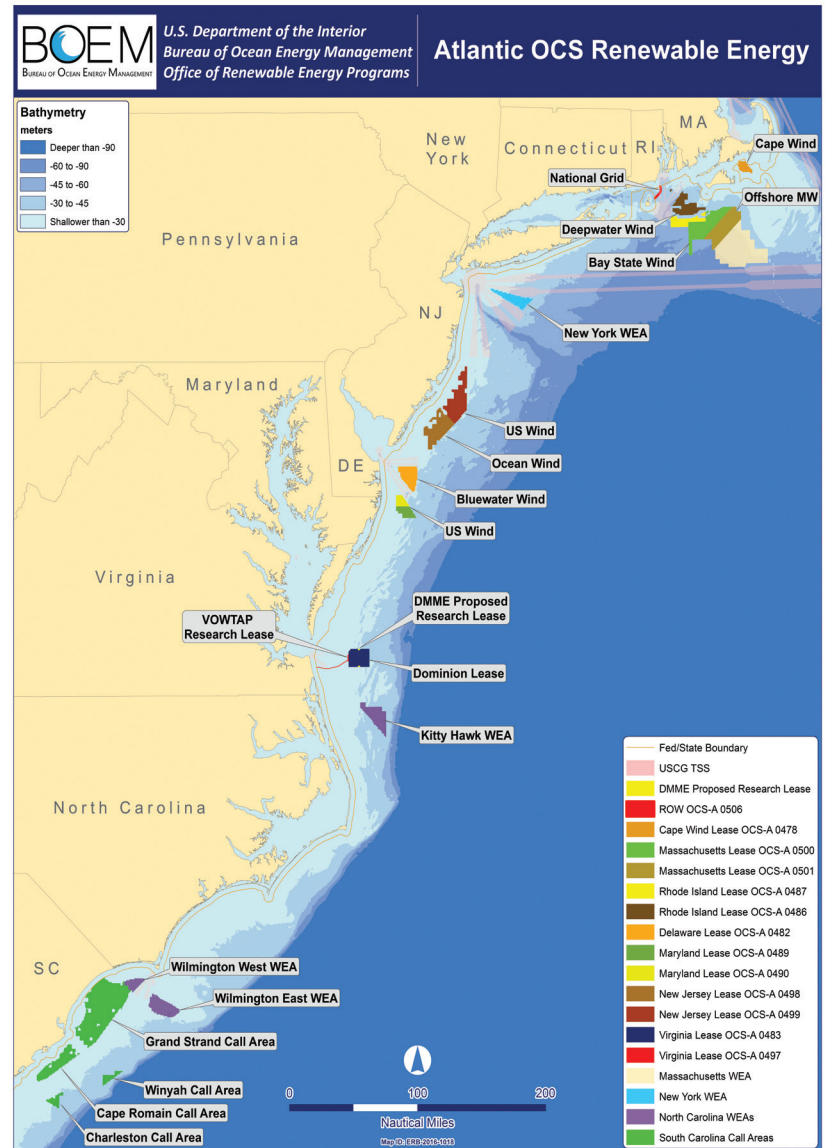 BOEM
BUREAU OF OCEAN ENERGY MANAGEMENT
U.S. Department of the Interior
Bureau of Ocean Energy Management
Office of Renewable Energy Programs
Atlantic OCS Renewable Energy
Bathymetry
meters
Deeper than -90
-60 to -90
-45 to -60
-30 to -45
Shallower than -30
MA
New
York
Connecticut
RI
Cape Wind
National Grid
Offshore MW
Deepwater Wind
Pennsylvania
Bay State Wind
NJ
New York WEA
Maryland
US Wind
Ocean Wind
DE
Bluewater Wind
US Wind
Virginia
DMME Proposed
Research Lease
VOWTAP
Research Lease
Dominion Lease
Kitty Hawk WEA
North Carolina
SC
Wilmington West WEA
Wilmington East WEA
Grand Strand Call Area
Winyah Call Area
Cape Romain Call Area
Charleston Call Area
0
100
200
Nautical Miles
Map ID: ERB-2016-1018
Fed/State Boundary
USCG TSS
DMME Proposed Research Lease
ROW OCS-A 0506
Cape Wind Lease OCS-A 0478
Massachusetts Lease OCS-A 0500
Massachusetts Lease OCS-A 0501
Rhode Island Lease OCS-A 0487
Rhode Island Lease OCS-A 0486
Delaware Lease OCS-A 0482
Maryland Lease OCS-A 0489
Maryland Lease OCS-A 0490
New Jersey Lease OCS-A 0498
New Jersey Lease OCS-A 0499
Virginia Lease OCS-A 0483
Virginia Lease OCS-A 0497
Massachusetts WEA
New York WEA
North Carolina WEAs
South Carolina Call Areas